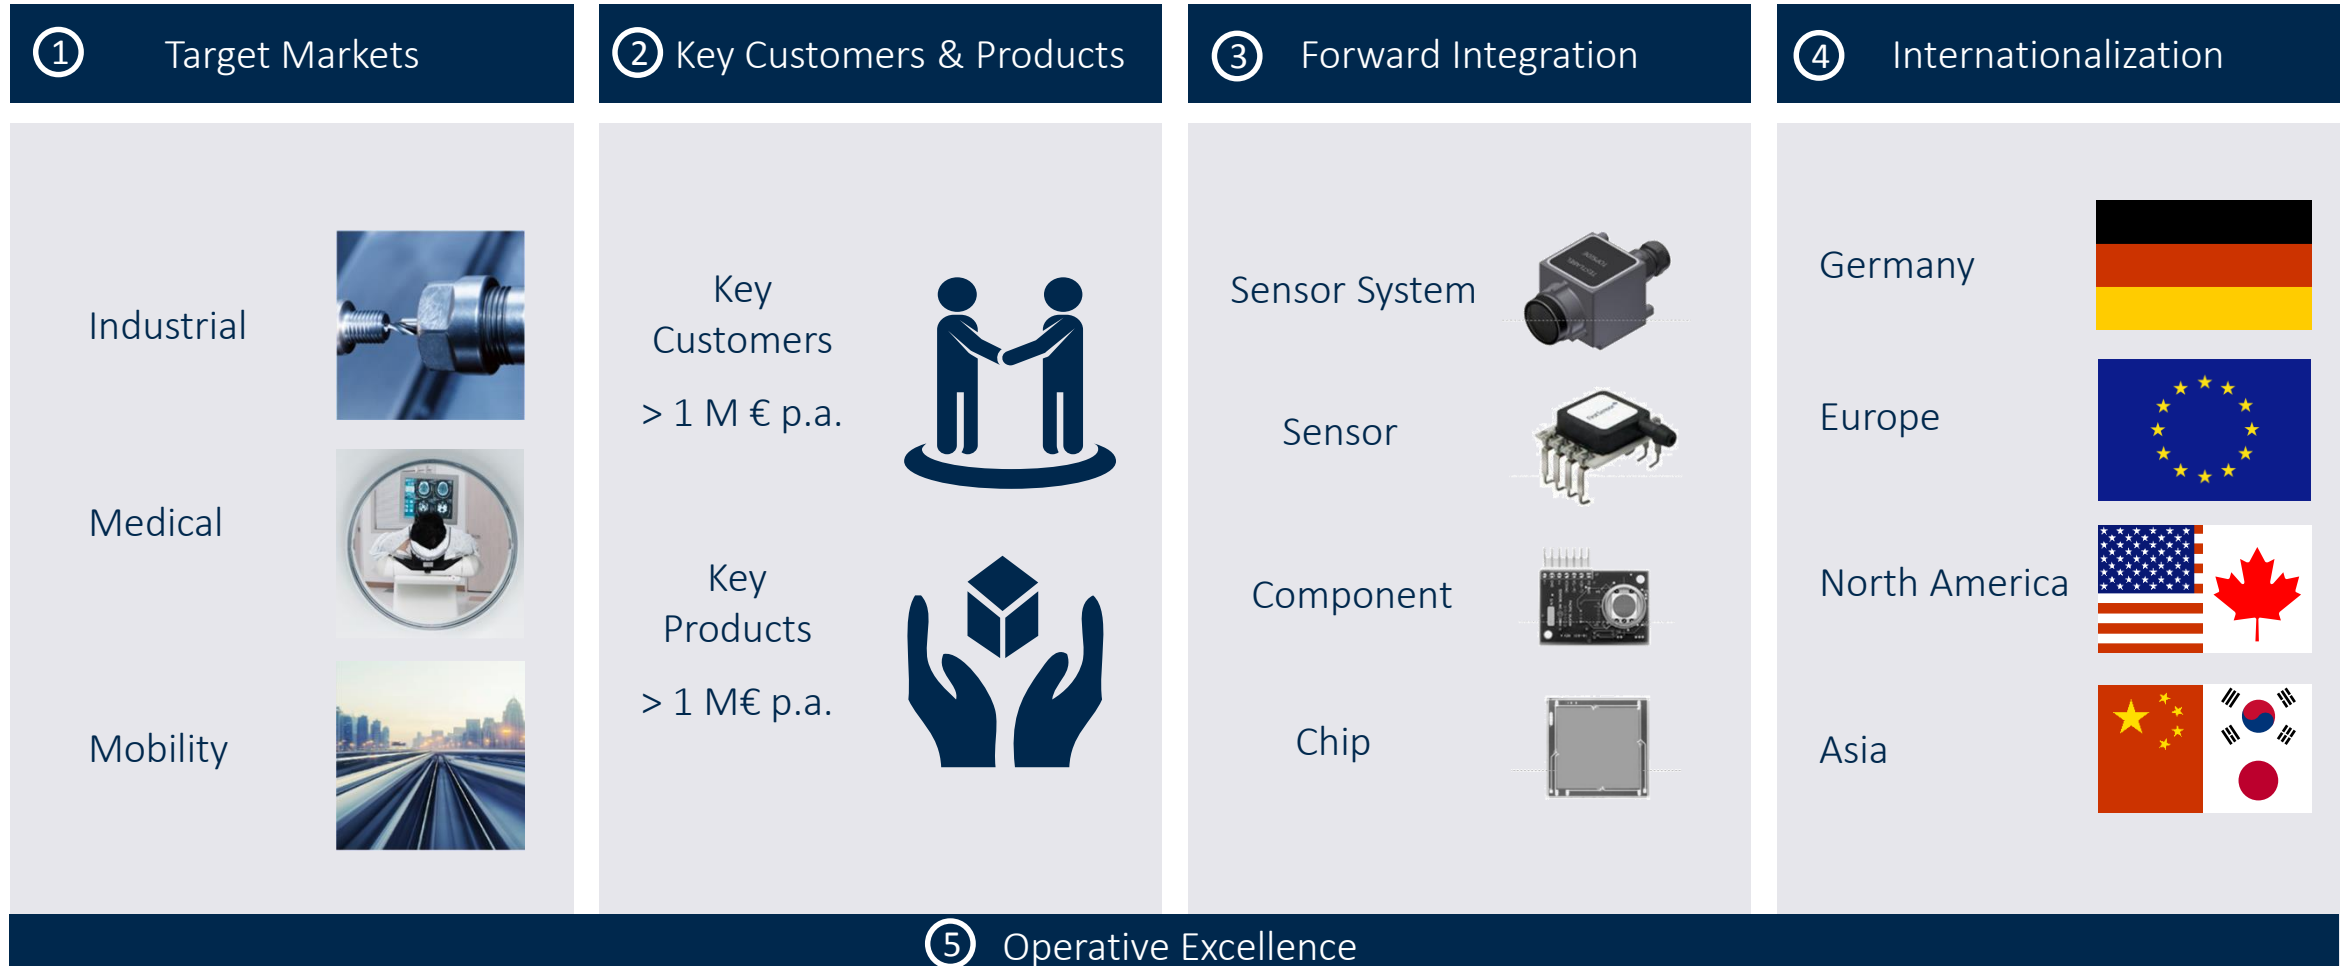 1 Target Markets
Industrial
Medical
Mobility
2 Key Customers & Products
Key
Customers
> 1 M € p.a.
Key
Products
> 1 M€ p.a.
3 Forward Integration
Sensor System
Sensor
Component
Chip
4 Internationalization
Germany
Europe
North America
Asia
5 Operative Excellence